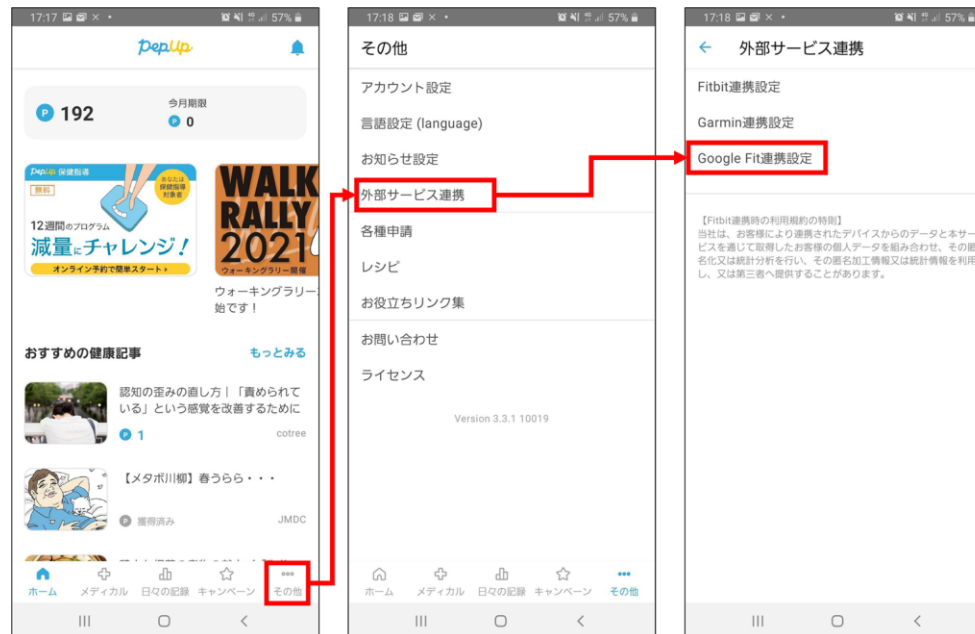 17:17
57%
PepUp
P 192
今月期限
P 0
PepUp 保健指導
無料
あなたは
保健指導
対象者
12週間のプログラム
減量にチャレンジ！
オンライン予約で簡単スタート
WALK
RALLY
2021
ウォーキングラリー開催
ウォーキングラリー
始です！
おすすめの健康記事
もっとみる
認知の歪みの直し方｜「責められて
いる」という感覚を改善するために
P 1
cotree
【メタボ川柳】春うらら・・・
P 獲得済み
JMDC
ホーム
メディカル
日々の記録
キャンペーン
その他
17:18
57%
その他
アカウント設定
言語設定 (language)
お知らせ設定
外部サービス連携
各種申請
レシピ
お役立ちリンク集
お問い合わせ
ライセンス
Version 3.3.1 10019
ホーム
メディカル
日々の記録
キャンペーン
その他
17:18
57%
外部サービス連携
Fitbit連携設定
Garmin連携設定
Google Fit連携設定
【Fitbit連携時の利用規約の特則】
当社は、お客様により連携されたデバイスからのデータと本サー
ビスを通じて取得したお客様の個人データを組み合わせ、その匿
名化又は統計分析を行い、その匿名加工情報又は統計情報を利用
し、又は第三者へ提供することがあります。